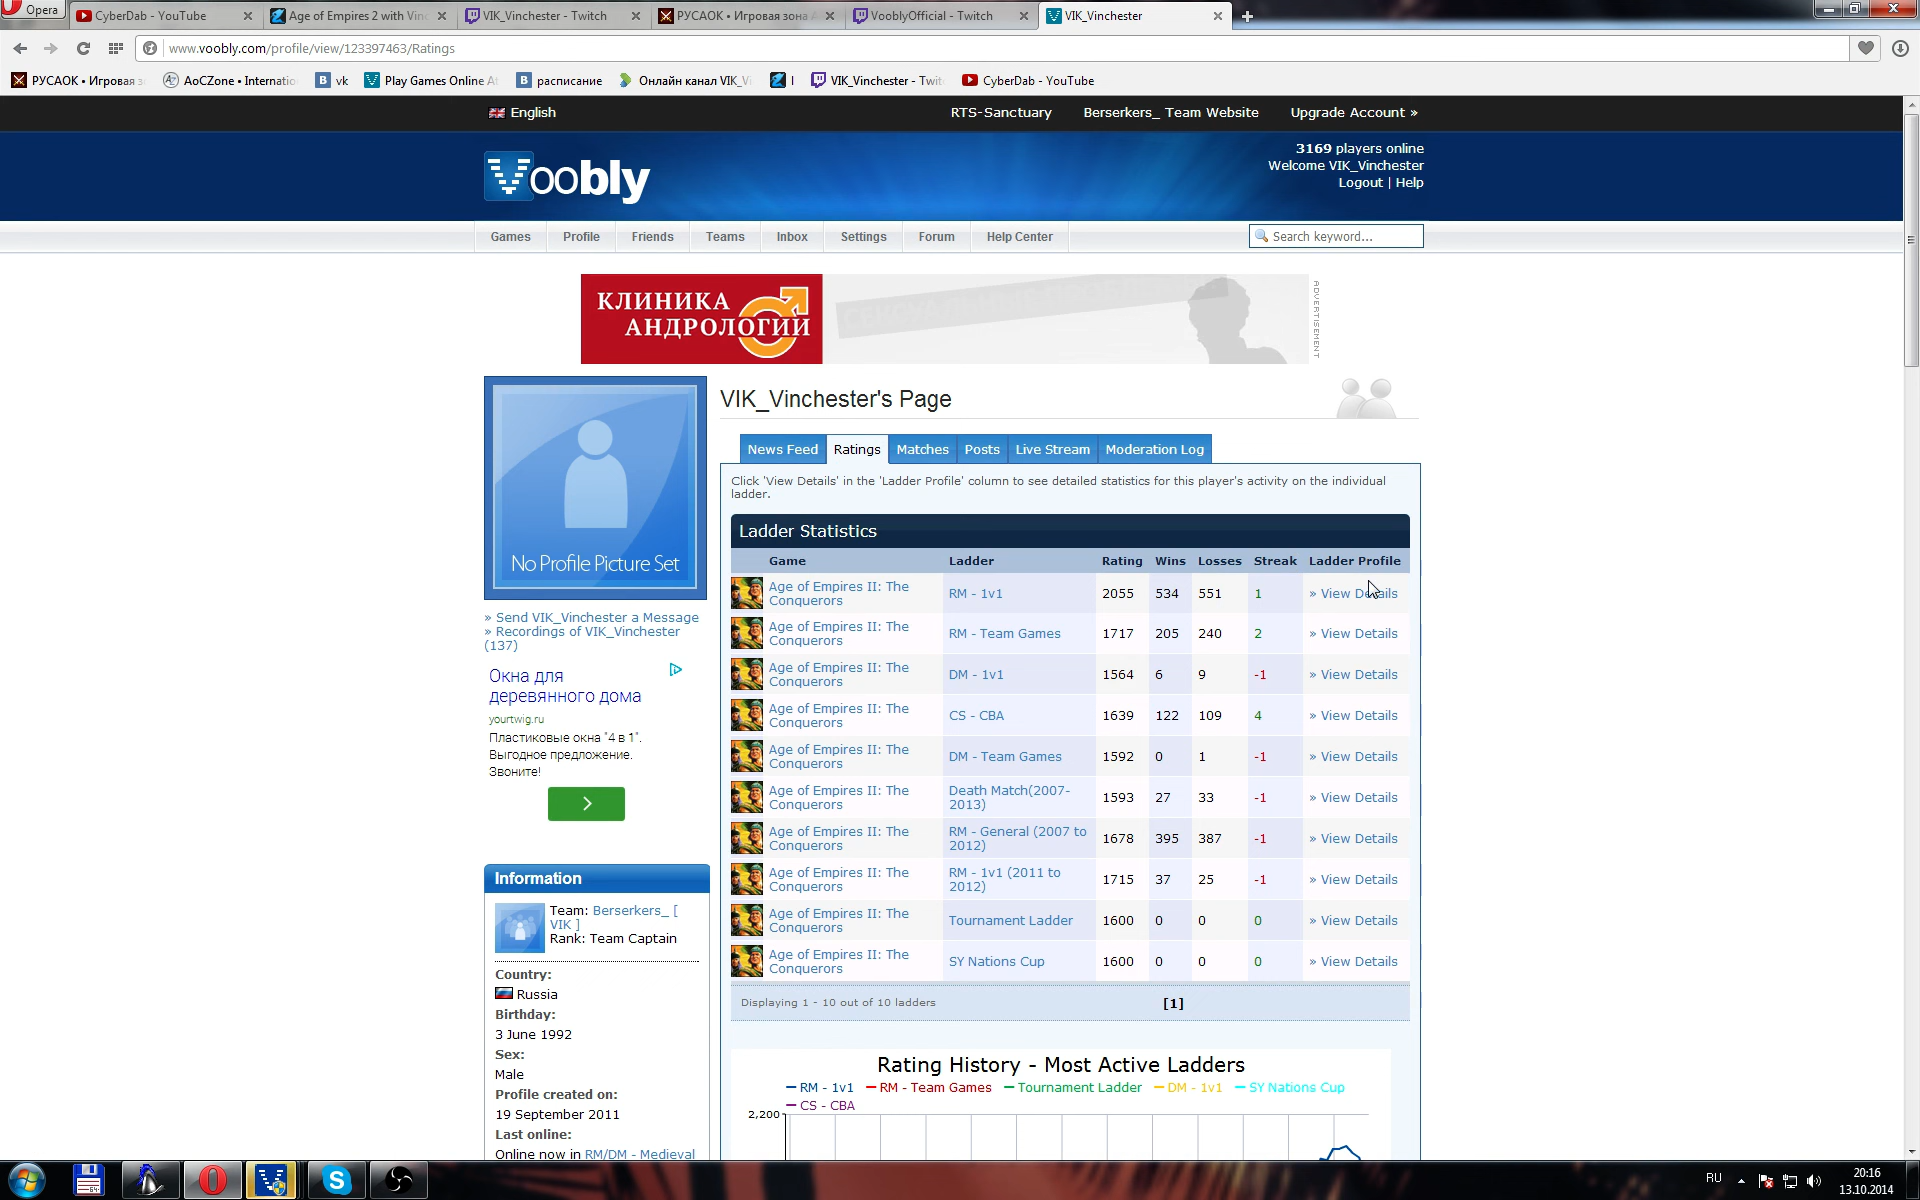 Opera
CyberDab - YouTube
Age of Empires 2 with Vinc
VIK_Vinchester - Twitch
РУСАОК • Игровая зона
VooblyOfficial - Twitch
VIK_Vinchester
www.voobly.com/profile/view/123397463/Ratings
РУСАОК • Игровая з
AoCZone • Internatio
vk
Play Games Online
расписание
Онлайн канал VIK_V
VIK_Vinchester - Twit
CyberDab - YouTube
English
RTS-Sanctuary
Berserkers_ Team Website
Upgrade Account »
3169 players online
Welcome VIK_Vinchester
Logout | Help
Voobly
Games
Profile
Friends
Teams
Inbox
Settings
Forum
Help Center
Search keyword...
КЛИНИКА
АНДРОЛОГИИ
ADVERTISEMENT
No Profile Picture Set
» Send VIK_Vinchester a Message
» Recordings of VIK_Vinchester
(137)
Окна для
деревянного дома
yourtwig.ru
Пластиковые окна "4 в 1".
Выгодное предложение.
Звоните!
Information
Team: Berserkers_ [
VIK ]
Rank: Team Captain
Country:
Russia
Birthday:
3 June 1992
Sex:
Male
Profile created on:
19 September 2011
Last online:
Online now in RM/DM - Medieval
VIK_Vinchester's Page
News Feed
Ratings
Matches
Posts
Live Stream
Moderation Log
Click 'View Details' in the 'Ladder Profile' column to see detailed statistics for this player's activity on the individual
ladder.
Ladder Statistics
Game Ladder Rating Wins Losses Streak Ladder Profile
Age of Empires II: The
Conquerors
RM - 1v1 2055 534 551 1 » View Details
Age of Empires II: The
Conquerors
RM - Team Games 1717 205 240 2 » View Details
Age of Empires II: The
Conquerors
DM - 1v1 1564 6 9 -1 » View Details
Age of Empires II: The
Conquerors
CS - CBA 1639 122 109 4 » View Details
Age of Empires II: The
Conquerors
DM - Team Games 1592 0 1 -1 » View Details
Age of Empires II: The
Conquerors
Death Match(2007-
2013)
1593 27 33 -1 » View Details
Age of Empires II: The
Conquerors
RM - General (2007 to
2012)
1678 395 387 -1 » View Details
Age of Empires II: The
Conquerors
RM - 1v1 (2011 to
2012)
1715 37 25 -1 » View Details
Age of Empires II: The
Conquerors
Tournament Ladder 1600 0 0 0 » View Details
Age of Empires II: The
Conquerors
SY Nations Cup 1600 0 0 0 » View Details
Displaying 1 - 10 out of 10 ladders
[1]
Rating History - Most Active Ladders
RM - 1v1 RM - Team Games Tournament Ladder DM - 1v1 SY Nations Cup
CS - CBA
2,200
64
RU
20:16
13.10.2014